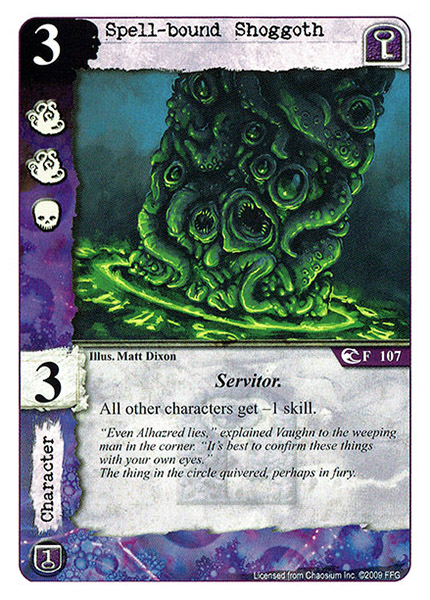 3
Spell-bound Shoggoth
Illus. Matt Dixon
F 107
3
Servitor.
All other characters get –1 skill.
“Even Alhazred lies,” explained Vaughn to the weeping
man in the corner. “It’s best to confirm these things
with your own eyes.”
The thing in the circle quivered, perhaps in fury.
Character
1
Licensed from Chaosium Inc. ©2009 FFG